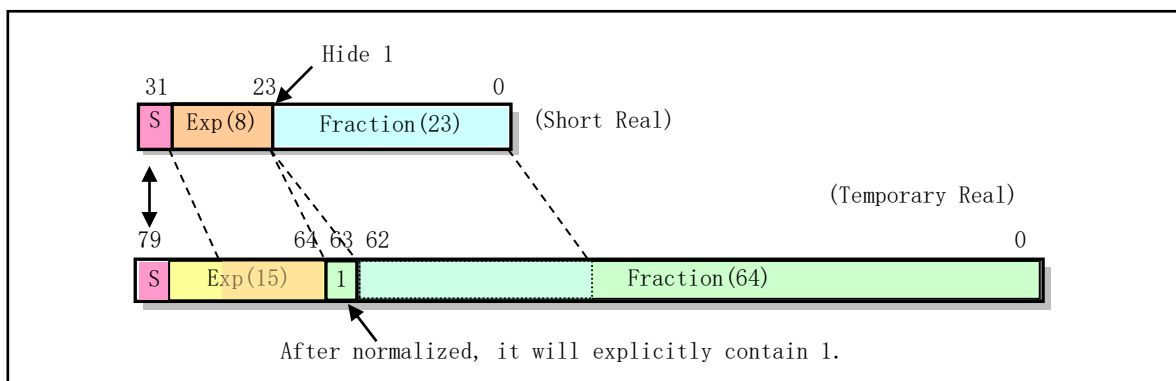 Hide 1
31 23 0
S Exp(8) Fraction(23) (Short Real)
(Temporary Real)
79 64 63 62 0
S Exp(15) 1 Fraction(64)
After normalized, it will explicitly contain 1.